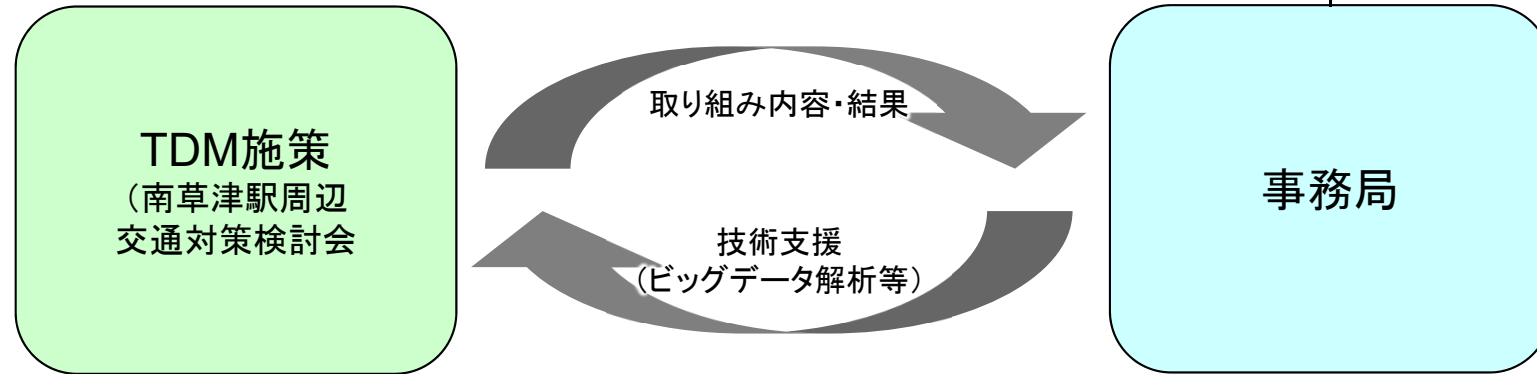 TDM施策
(南草津駅周辺
交通対策検討会
取り組み内容・結果
技術支援
(ビッグデータ解析等)
事務局